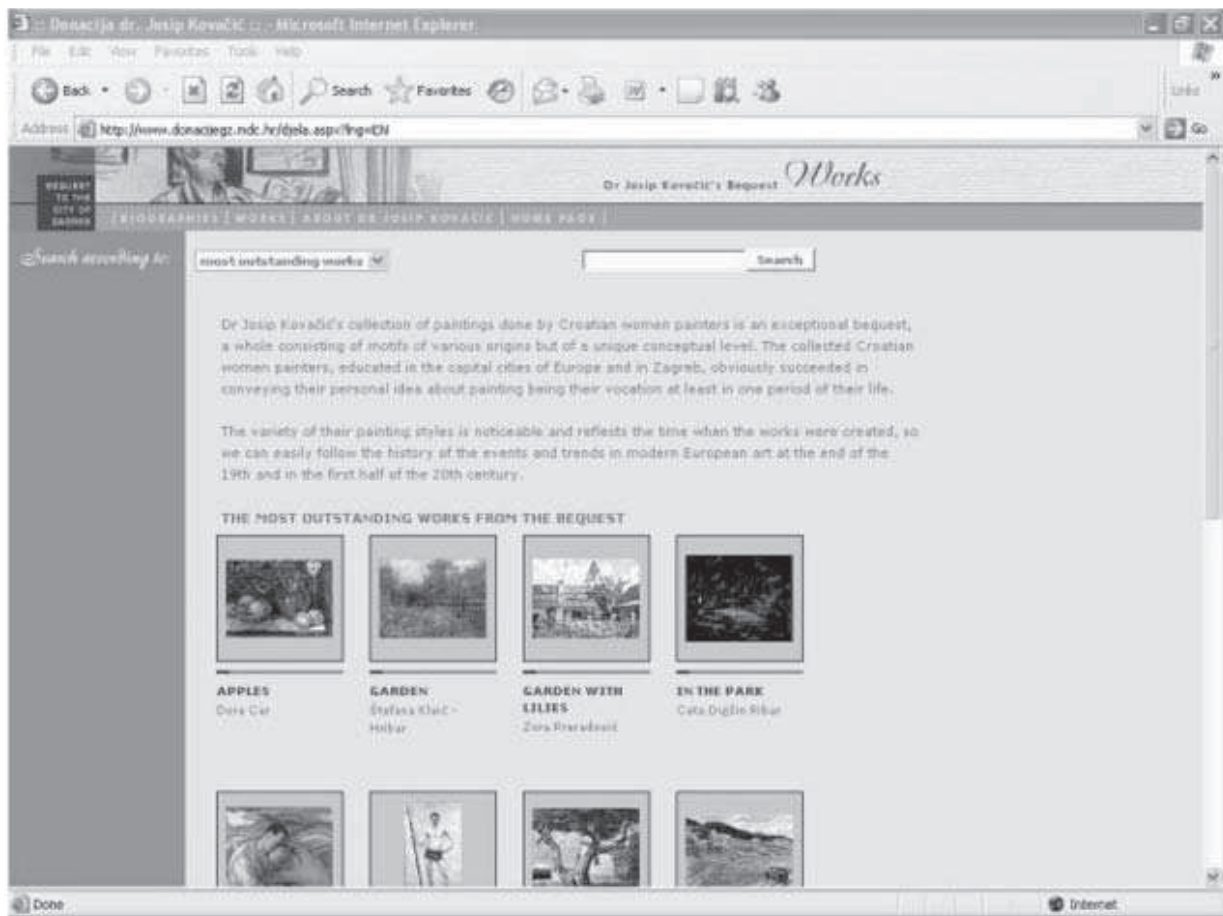 :: Donacija dr. Josip Kovačić :: - Microsoft Internet Explorer
File Edit View Favorites Tools Help
Back Search Favorites
Links
Address http://www.donacijegz.mdc.hr/djela.aspx?lng=EN Go
BEQUEST
TO THE
CITY OF
ZAGREB
Dr Josip Kovačić's Bequest Works
| BIOGRAPHIES | WORKS | ABOUT DR JOSIP KOVAČIĆ | HOME PAGE |
Search according to: most outstanding works Search
Dr Josip Kovačić's collection of paintings done by Croatian women painters is an exceptional bequest,
a whole consisting of motifs of various origins but of a unique conceptual level. The collected Croatian
women painters, educated in the capital cities of Europe and in Zagreb, obviously succeeded in
conveying their personal idea about painting being their vocation at least in one period of their life.
The variety of their painting styles is noticeable and reflects the time when the works were created, so
we can easily follow the history of the events and trends in modern European art at the end of the
19th and in the first half of the 20th century.
THE MOST OUTSTANDING WORKS FROM THE BEQUEST
APPLES
Dora Car
GARDEN
Štefana Klaić -
Hribar
GARDEN WITH
LILIES
Zora Preradović
IN THE PARK
Cata Dujšin Ribar
Done
Internet